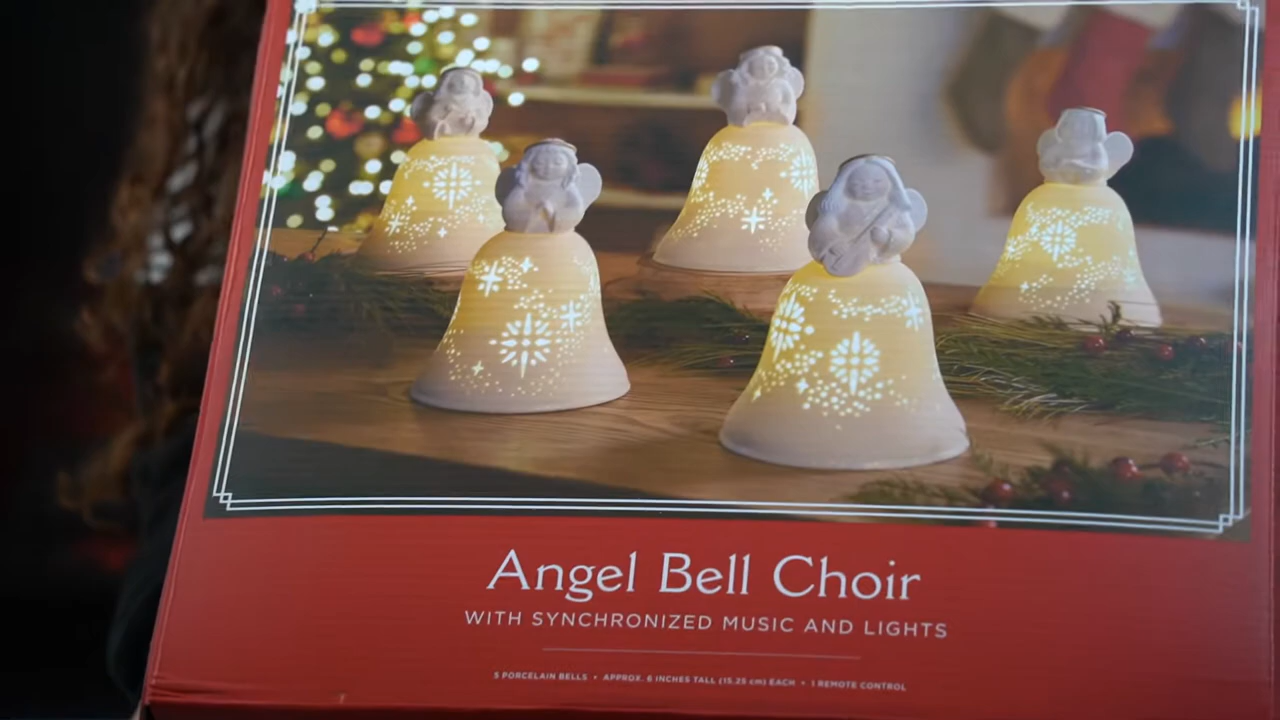 Angel Bell Choir
WITH SYNCHRONIZED MUSIC AND LIGHTS
5 PORCELAIN BELLS • APPROX. 6 INCHES TALL (15.25 cm) EACH • 1 REMOTE CONTROL